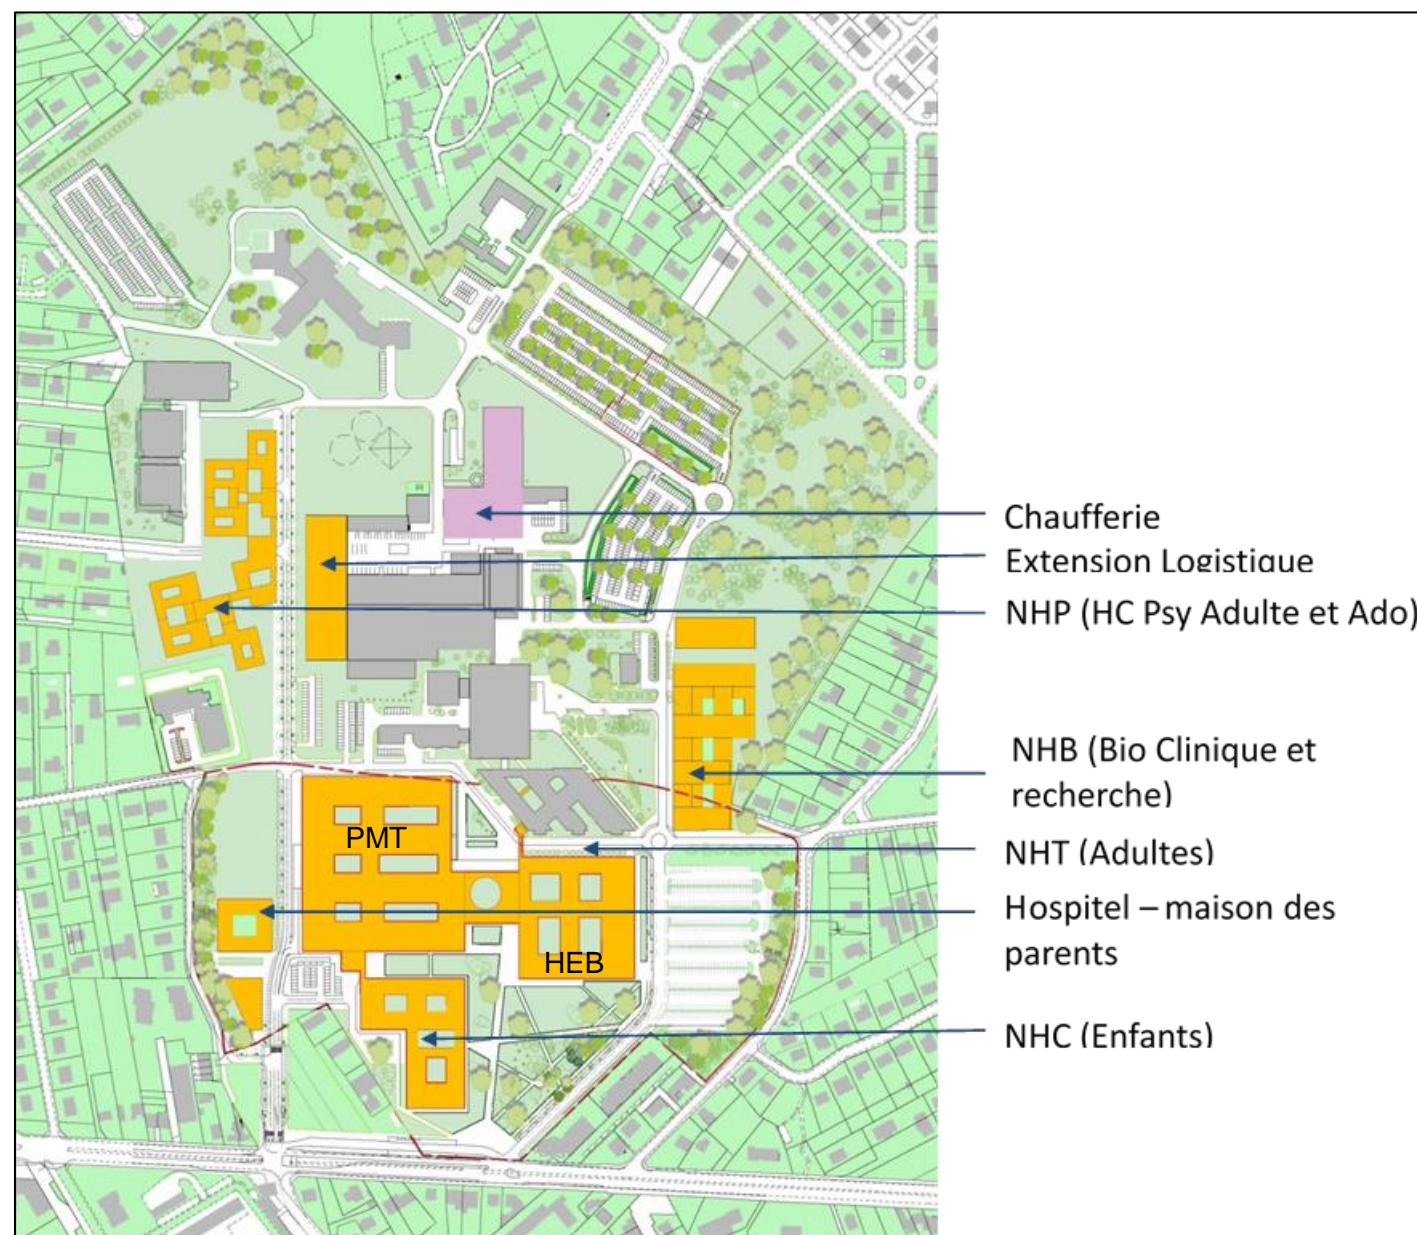 Chaufferie
Extension Logistique
NHP (HC Psy Adulte et Ado)
NHB (Bio Clinique et
recherche)
PMT
NHT (Adultes)
Hospitel – maison des
parents
HEB
NHC (Enfants)